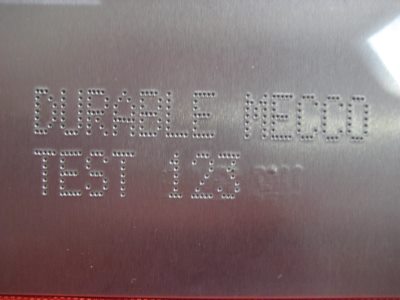 DURABLE MECCO
TEST 123